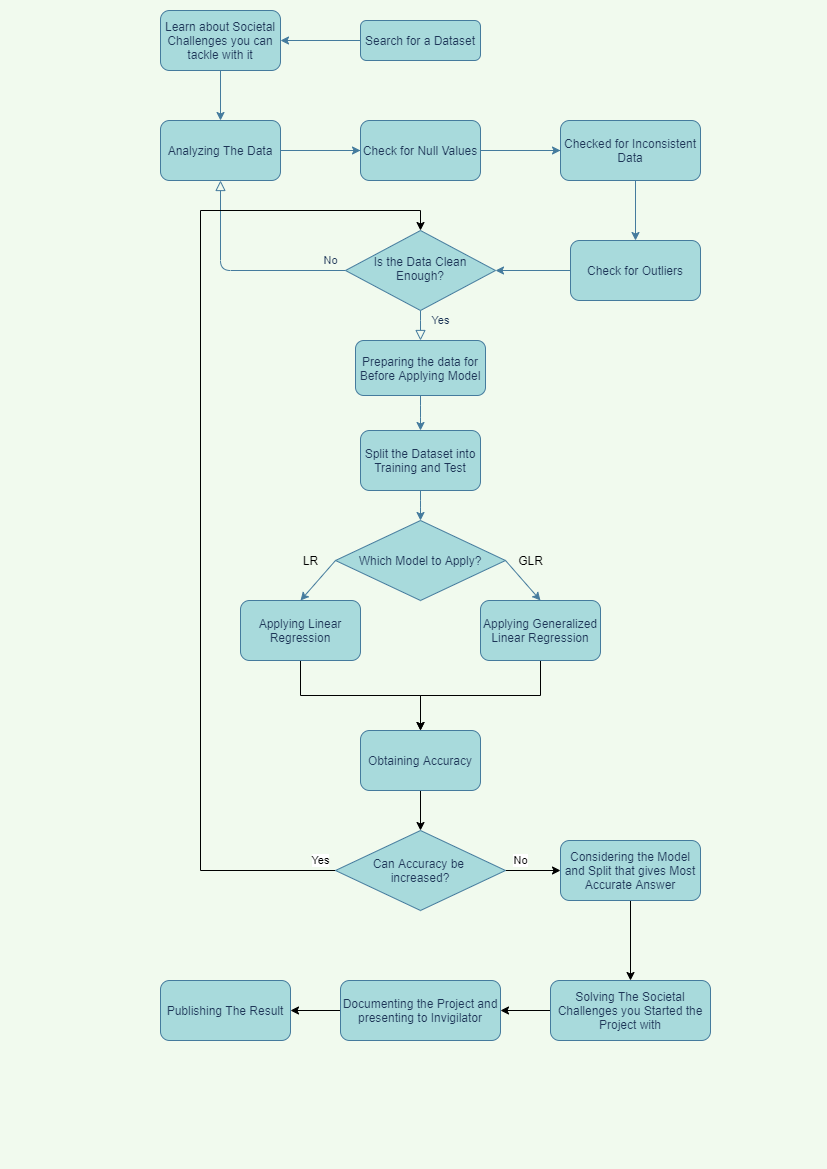 Learn about Societal
Challenges you can
tackle with it
Search for a Dataset
Analyzing The Data
Check for Null Values
Checked for Inconsistent
Data
Is the Data Clean
Enough?
No
Check for Outliers
Yes
Preparing the data for
Before Applying Model
Split the Dataset into
Training and Test
LR
Which Model to Apply?
GLR
Applying Linear
Regression
Applying Generalized
Linear Regression
Obtaining Accuracy
Yes
Can Accuracy be
increased?
No
Considering the Model
and Split that gives Most
Accurate Answer
Publishing The Result
Documenting the Project and
presenting to Invigilator
Solving The Societal
Challenges you Started the
Project with